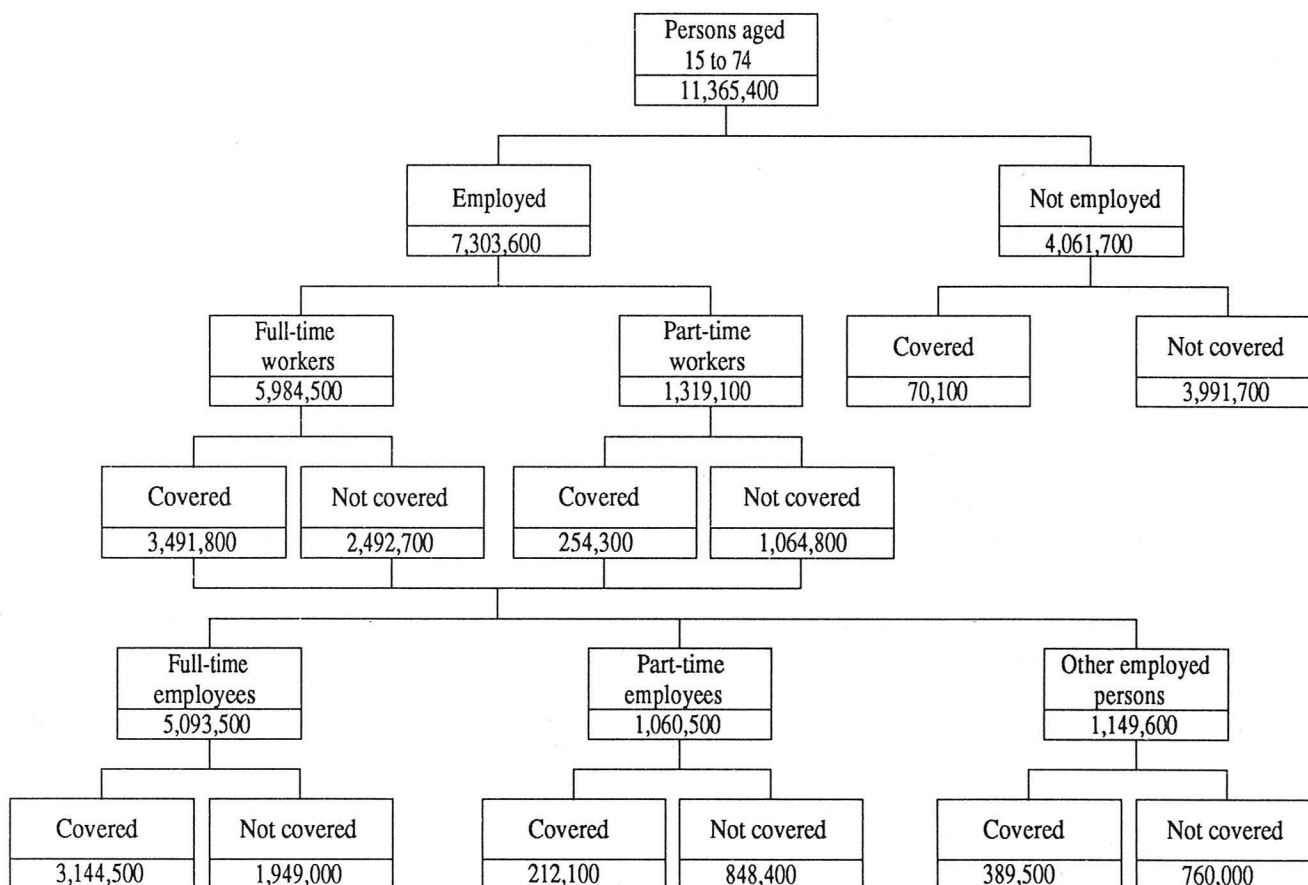 Persons aged
15 to 74
11,365,400
Employed
7,303,600
Not employed
4,061,700
Full-time
workers
5,984,500
Part-time
workers
1,319,100
Covered
70,100
Not covered
3,991,700
Covered
3,491,800
Not covered
2,492,700
Covered
254,300
Not covered
1,064,800
Full-time
employees
5,093,500
Part-time
employees
1,060,500
Other employed
persons
1,149,600
Covered
3,144,500
Not covered
1,949,000
Covered
212,100
Not covered
848,400
Covered
389,500
Not covered
760,000